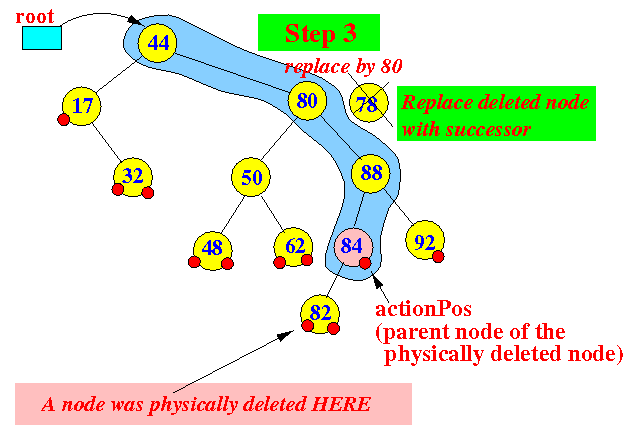 root
Step 3
44
replace by 80
17
80
78
Replace deleted node
with successor
32
50
88
48
62
84
92
82
actionPos
(parent node of the
physically deleted node)
A node was physically deleted HERE